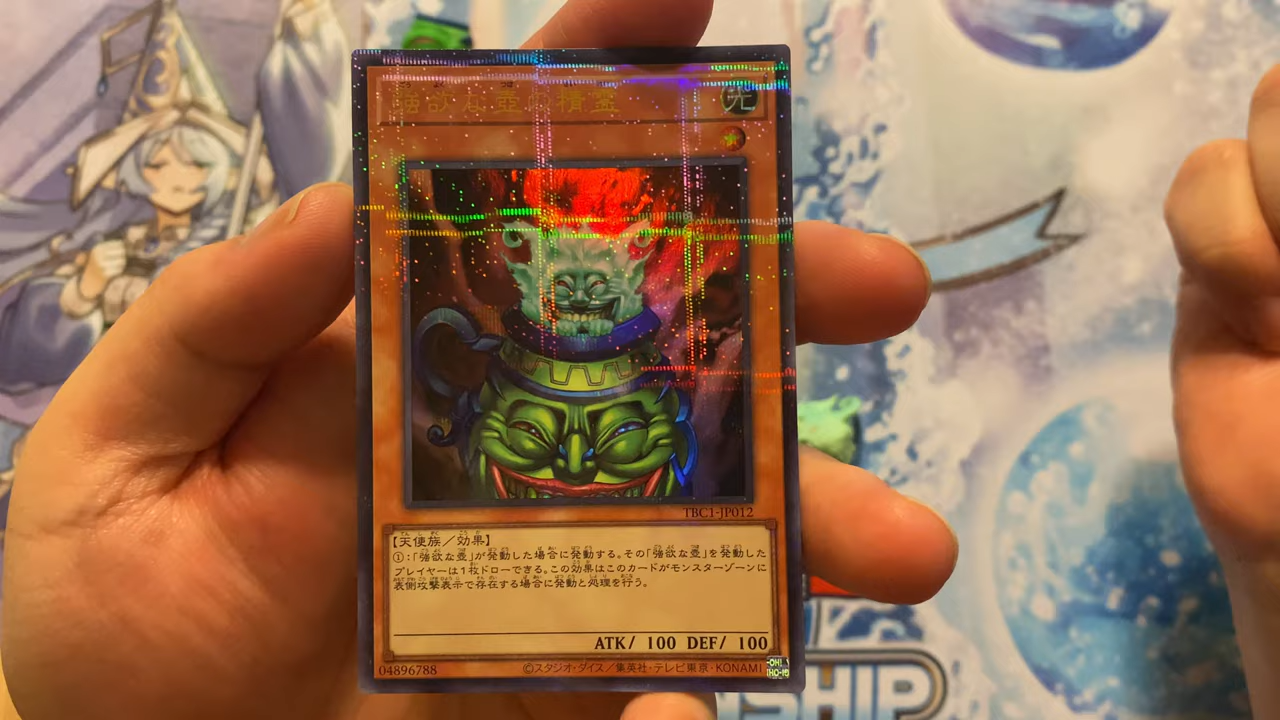 強欲な壺の精霊
光
TBC1-JP012
【天使族／効果】
①：「強欲な壺」が発動した場合に発動する。その「強欲な壺」を発動した
プレイヤーは１枚ドローできる。この効果はこのカードがモンスターゾーンに
表側攻撃表示で存在する場合に発動と処理を行う。
ATK/ 100 DEF/ 100
04896788
©スタジオ・ダイス／集英社・テレビ東京・KONAMI
NSHIP